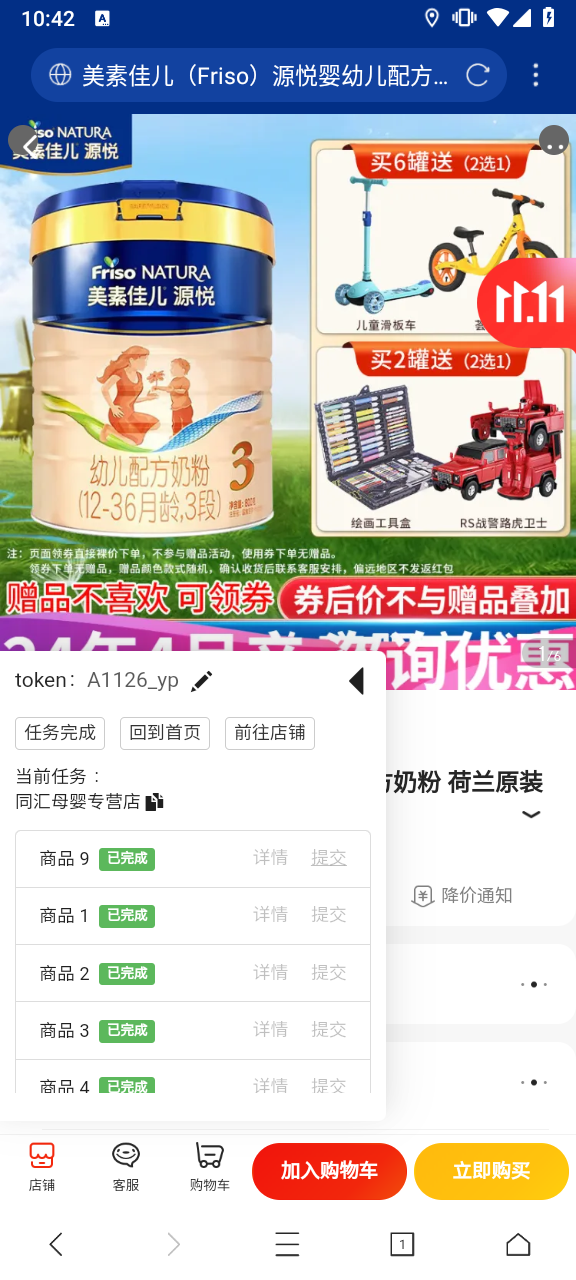 10:42
A
美素佳儿（Friso）源悦婴幼儿配方...
Friso NATURA
美素佳儿 源悦
买6罐送（2选1）
Friso NATURA
美素佳儿 源悦
儿童滑板车
11.11
买2罐送（2选1）
幼儿配方奶粉 3
(12-36月龄,3段)
绘画工具盒
RS战警路虎卫士
注：页面领券直接裸价下单，不参与赠品活动，使用券下单无赠品。
领券下单无赠品，赠品颜色款式随机，确认收货后联系客服安排，偏远地区不发返红包
赠品不喜欢 可领券
券后价不与赠品叠加
咨询优惠
1/6
token： A1126_yp
任务完成
回到首页
前往店铺
当前任务：
同汇母婴专营店
方奶粉 荷兰原装
商品 9 已完成 详情 提交
降价通知
商品 1 已完成 详情 提交
商品 2 已完成 详情 提交
商品 3 已完成 详情 提交
商品 4 已完成 详情 提交
店铺
客服
购物车
加入购物车
立即购买
1